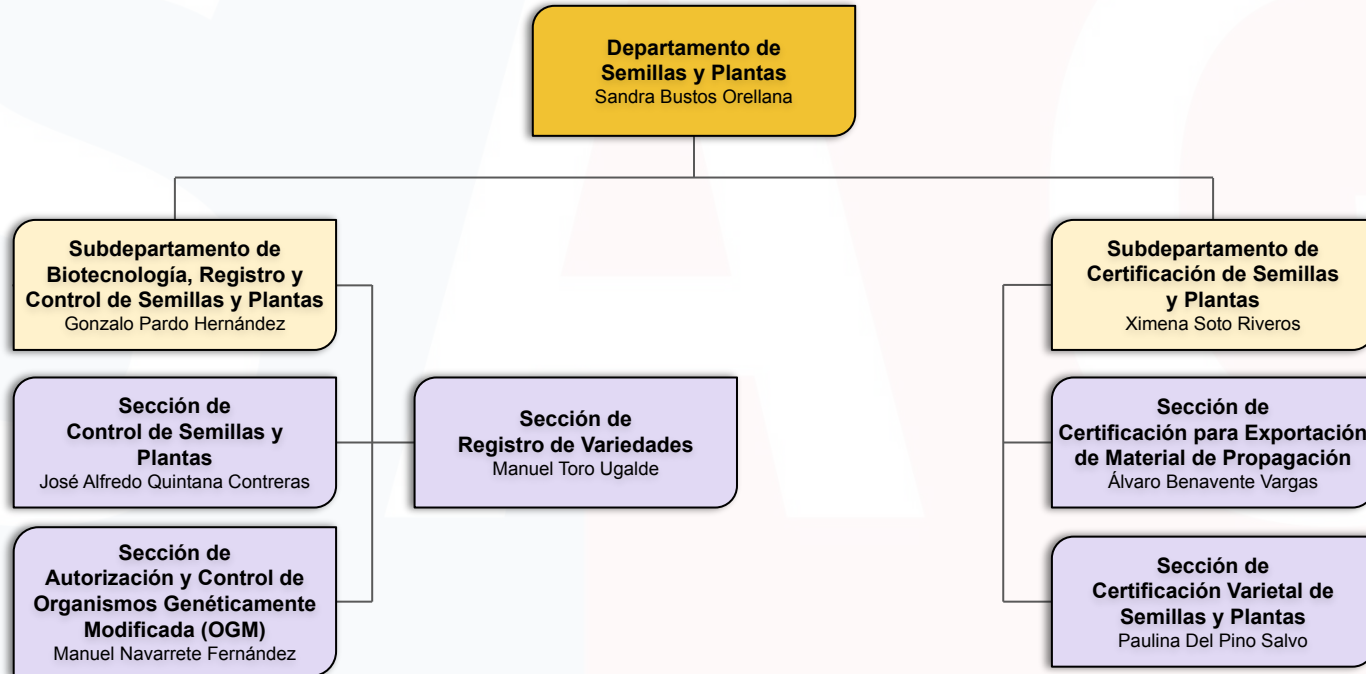 Departamento de
Semillas y Plantas
Sandra Bustos Orellana
Subdepartamento de
Biotecnología, Registro y
Control de Semillas y Plantas
Gonzalo Pardo Hernández
Subdepartamento de
Certificación de Semillas
y Plantas
Ximena Soto Riveros
Sección de
Control de Semillas y
Plantas
José Alfredo Quintana Contreras
Sección de
Registro de Variedades
Manuel Toro Ugalde
Sección de
Certificación para Exportación
de Material de Propagación
Álvaro Benavente Vargas
Sección de
Autorización y Control de
Organismos Genéticamente
Modificada (OGM)
Manuel Navarrete Fernández
Sección de
Certificación Varietal de
Semillas y Plantas
Paulina Del Pino Salvo